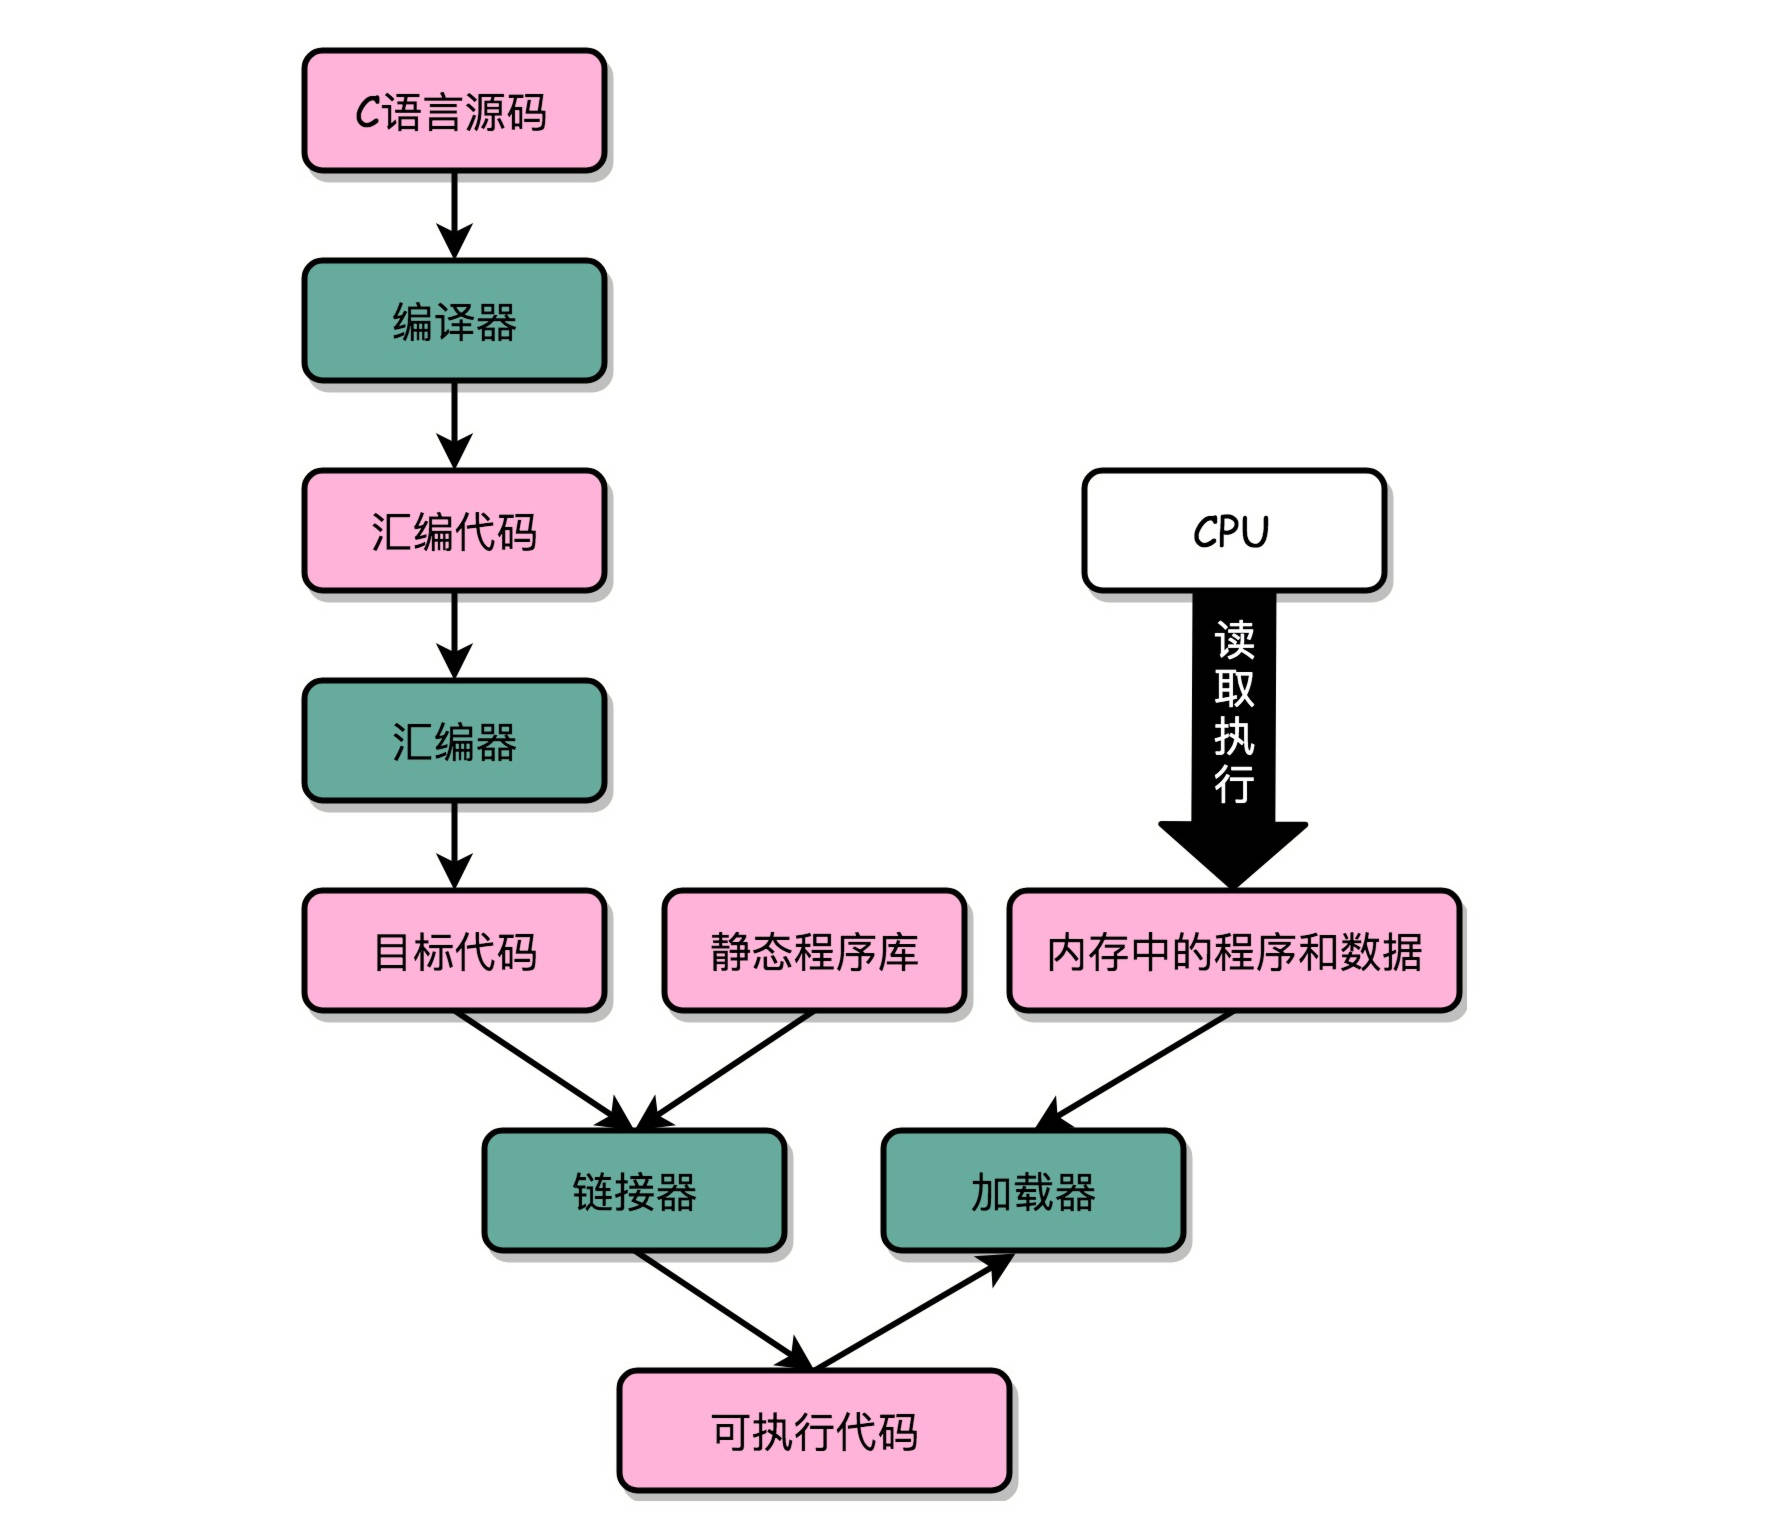 C语言源码
编译器
汇编代码
CPU
读取执行
汇编器
目标代码
静态程序库
内存中的程序和数据
链接器
加载器
可执行代码